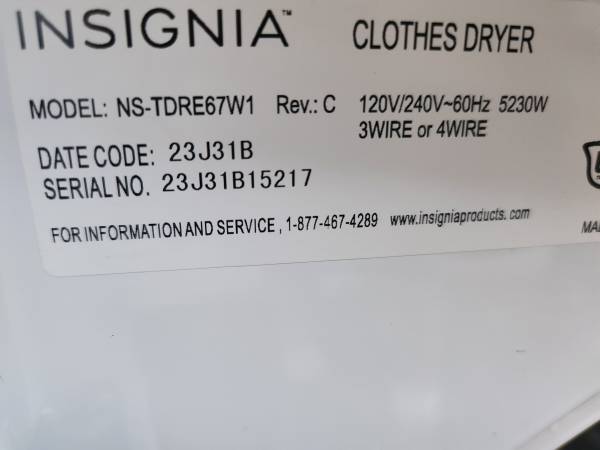 INSIGNIA™ CLOTHES DRYER
MODEL: NS-TDRE67W1 Rev.: C 120V/240V~60Hz 5230W
3WIRE or 4WIRE
DATE CODE: 23J31B
SERIAL NO. 23J31B15217
FOR INFORMATION AND SERVICE , 1-877-467-4289 www.insigniaproducts. com